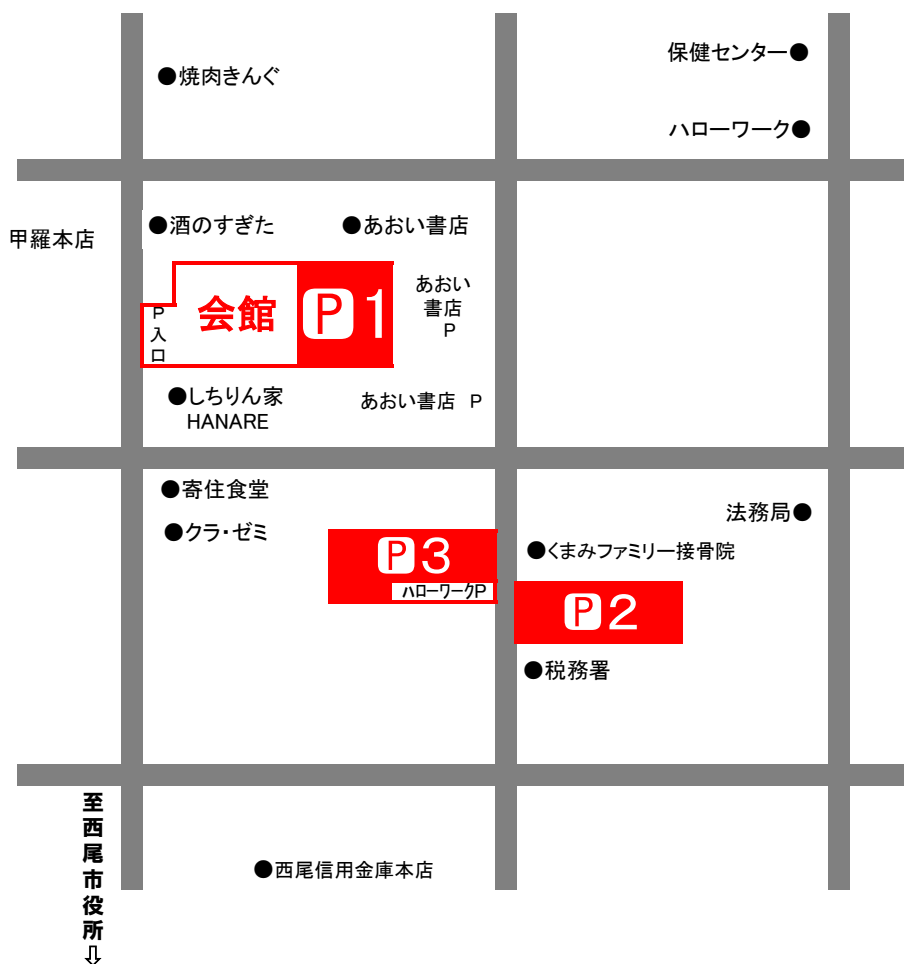 保健センター●
●焼肉きんぐ
ハローワーク●
甲羅本店
●酒のすぎた
●あおい書店
会館
P1
あおい
書店
P
P
入
口
●しちりん家
HANARE
あおい書店 P
●寄住食堂
●クラ・ゼミ
法務局●
P3
ハローワークP
●くまみファミリー接骨院
P2
●税務署
至西尾市役所⇩
●西尾信用金庫本店